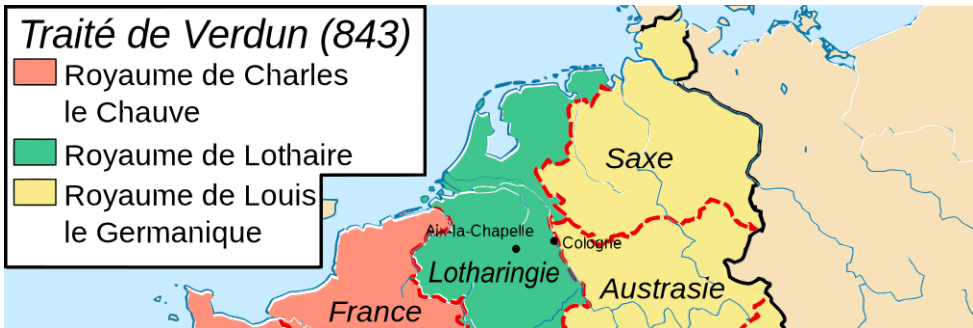 Traité de Verdun (843)
Royaume de Charles
le Chauve
Royaume de Lothaire
Royaume de Louis
le Germanique
Saxe
Aix-la-Chapelle
Cologne
Lotharingie
Austrasie
France